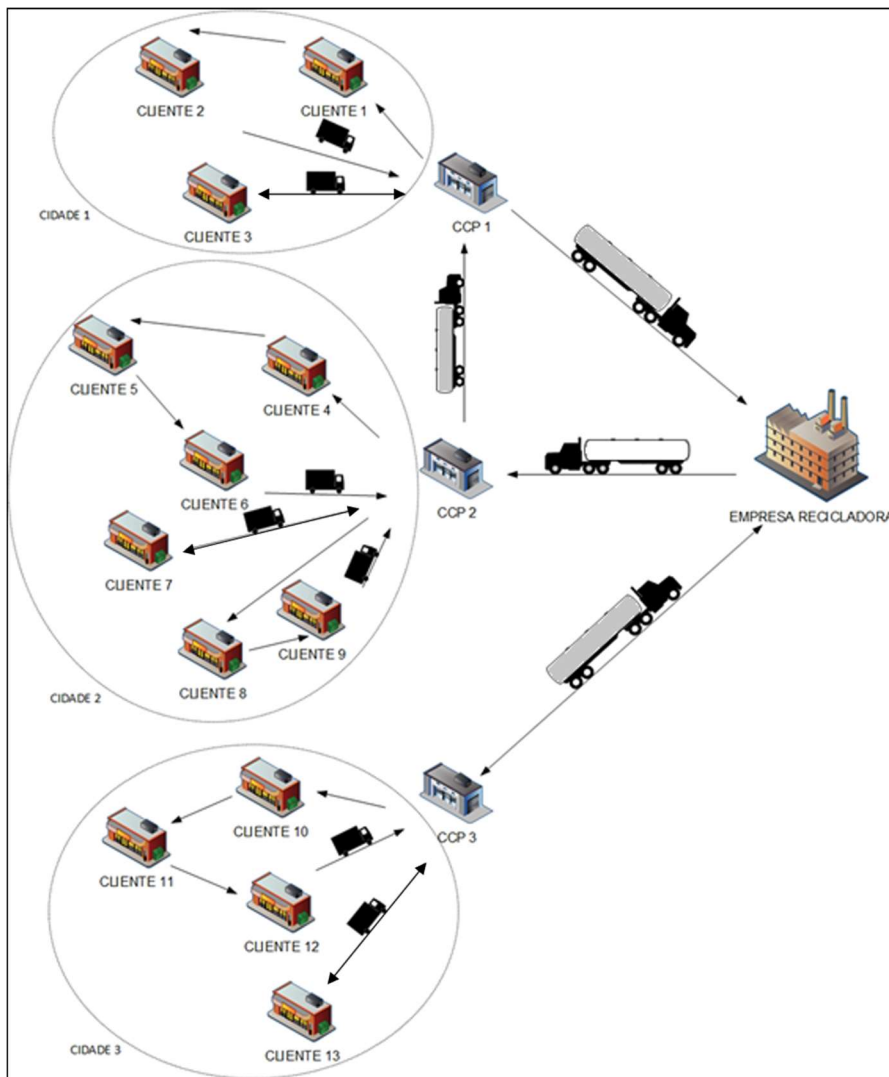 CLIENTE 2
CLIENTE 1
CLIENTE 3
CIDADE 1
CCP 1
CLIENTE 5
CLIENTE 4
CLIENTE 6
CLIENTE 7
CLIENTE 9
CLIENTE 8
CIDADE 2
CCP 2
EMPRESA RECICLADORA
CCP 3
CLIENTE 10
CLIENTE 11
CLIENTE 12
CLIENTE 13
CIDADE 3